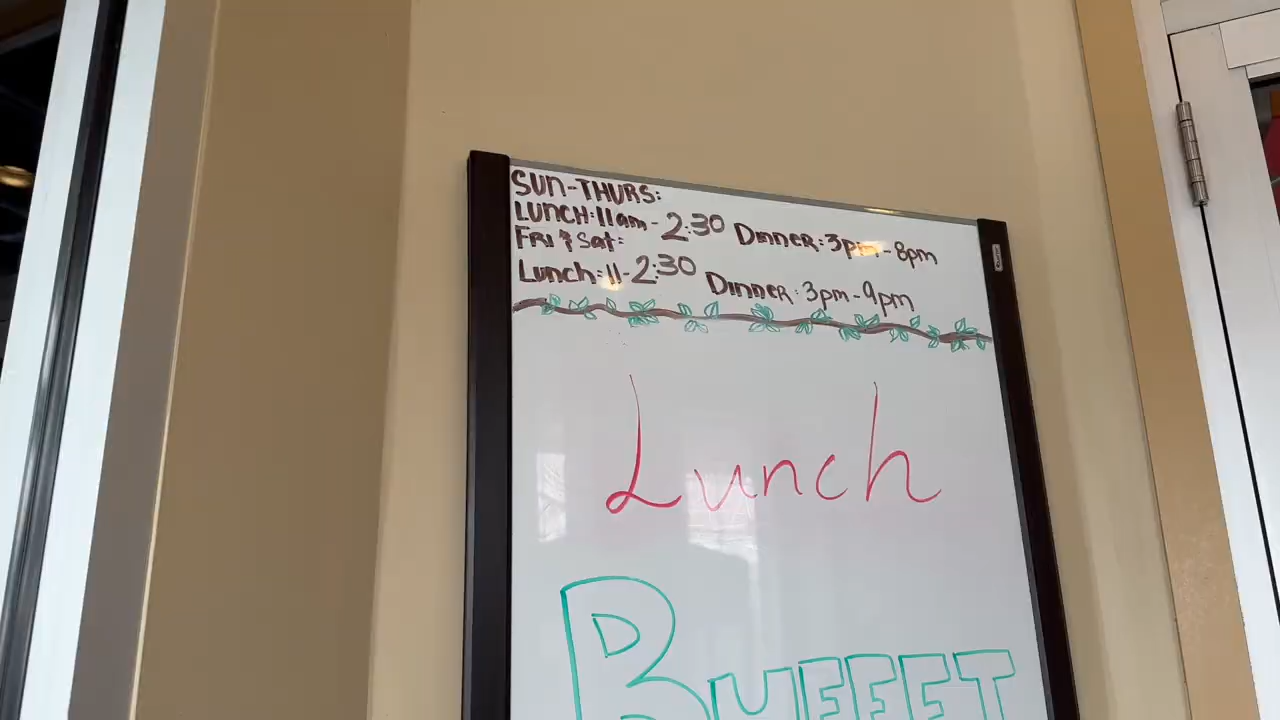 SUN-THURS:
LUNCH:11am-2:30 Dinner:3pm-8pm
FRI & Sat:
Lunch:11-2:30 Dinner:3pm-9pm
Lunch
BUFFET